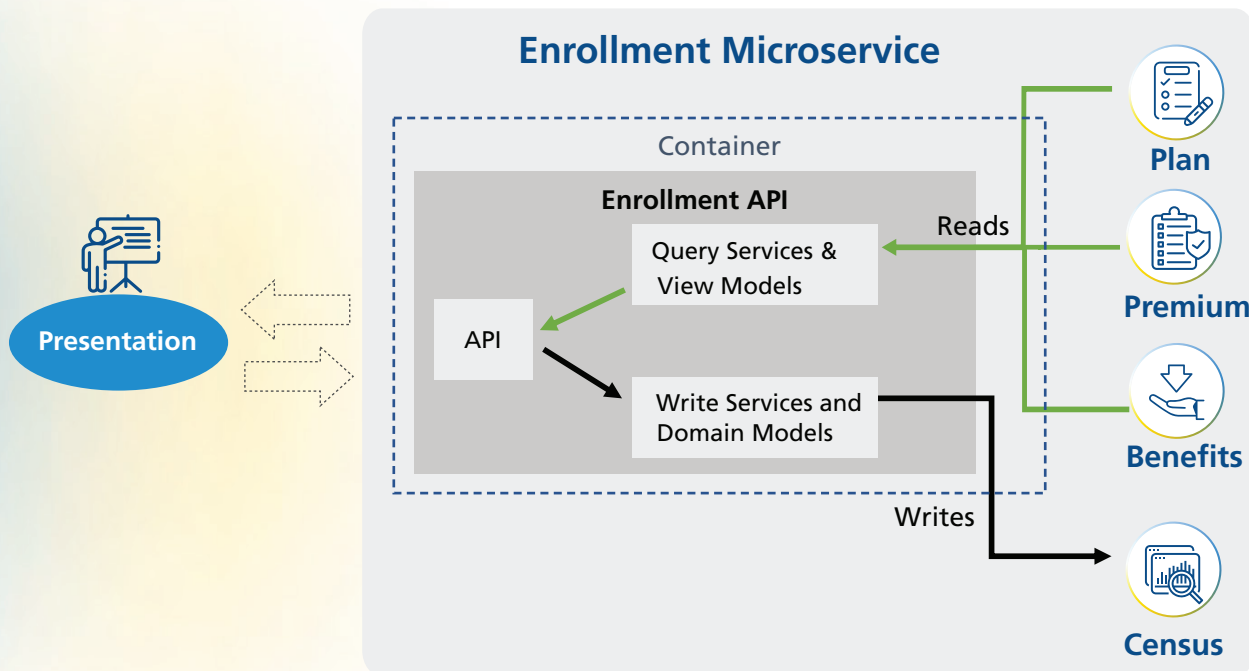 Enrollment Microservice
Container
Enrollment API
Query Services &
View Models
API
Write Services and
Domain Models
Reads
Writes
Presentation
Plan
Premium
Benefits
Census